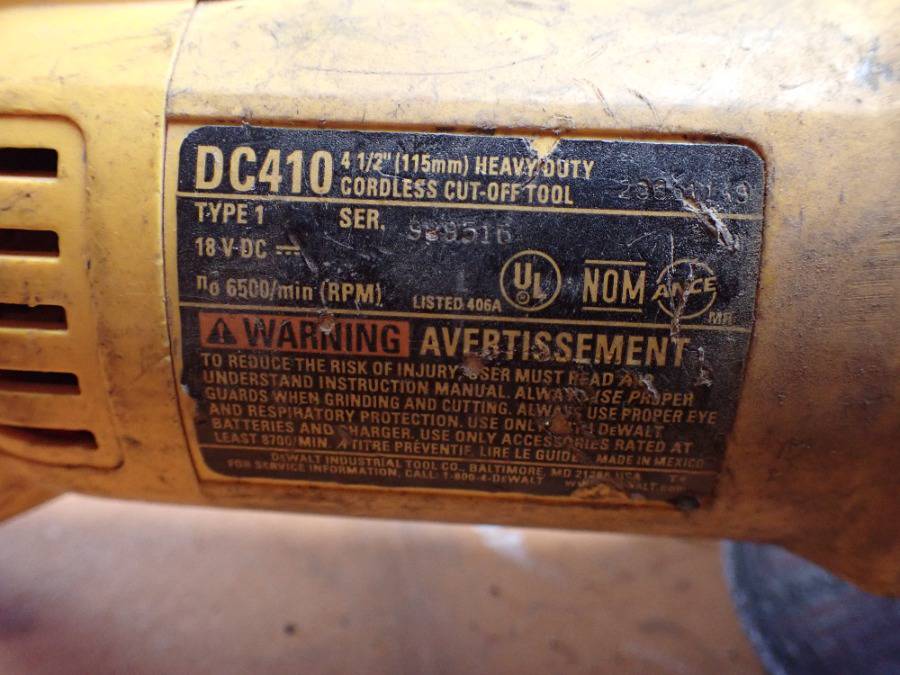 DC410 4 1/2" (115mm) HEAVY DUTY
CORDLESS CUT-OFF TOOL
TYPE 1 SER.
18 V-DC
n0 6500/min (RPM) LISTED 406A UL NOM ANCE
MR
WARNING AVERTISSEMENT
TO REDUCE THE RISK OF INJURY, USER MUST READ
UNDERSTAND INSTRUCTION MANUAL. ALWAYS USE PROPER
GUARDS WHEN GRINDING AND CUTTING. ALWAYS USE PROPER EYE
AND RESPIRATORY PROTECTION. USE ONLY DEWALT
BATTERIES AND CHARGER. USE ONLY ACCESSORIES RATED AT
LEAST 8700/MIN. A TITRE PRÉVENTIF, LIRE LE GUIDE. MADE IN MEXICO
DEWALT INDUSTRIAL TOOL CO., BALTIMORE, MD USA
FOR SERVICE INFORMATION, CALL: 1-800-4-DEWALT